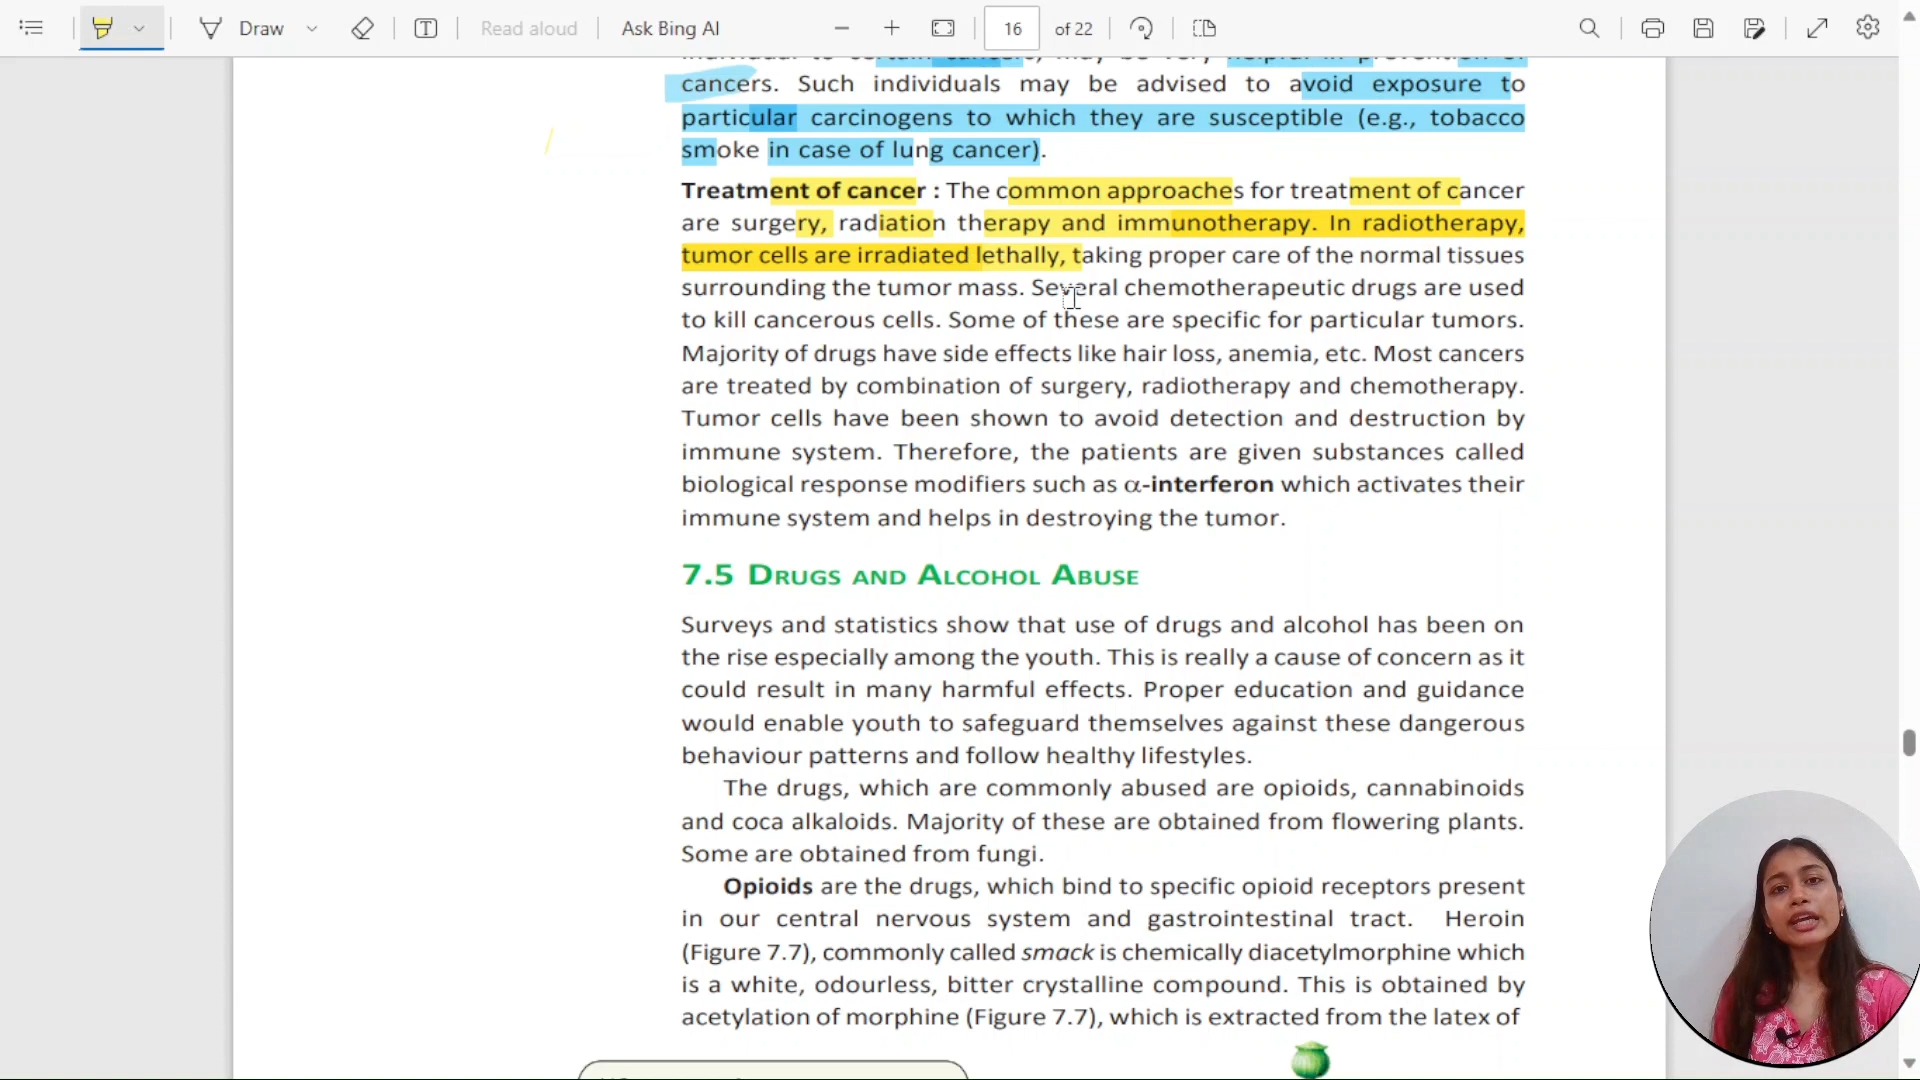 Draw
Read aloud
Ask Bing AI
16
of 22
cancers. Such individuals may be advised to avoid exposure to
particular carcinogens to which they are susceptible (e.g., tobacco
smoke in case of lung cancer).
Treatment of cancer : The common approaches for treatment of cancer
are surgery, radiation therapy and immunotherapy. In radiotherapy,
tumor cells are irradiated lethally, taking proper care of the normal tissues
surrounding the tumor mass. Several chemotherapeutic drugs are used
to kill cancerous cells. Some of these are specific for particular tumors.
Majority of drugs have side effects like hair loss, anemia, etc. Most cancers
are treated by combination of surgery, radiotherapy and chemotherapy.
Tumor cells have been shown to avoid detection and destruction by
immune system. Therefore, the patients are given substances called
biological response modifiers such as α-interferon which activates their
immune system and helps in destroying the tumor.
7.5 DRUGS AND ALCOHOL ABUSE
Surveys and statistics show that use of drugs and alcohol has been on
the rise especially among the youth. This is really a cause of concern as it
could result in many harmful effects. Proper education and guidance
would enable youth to safeguard themselves against these dangerous
behaviour patterns and follow healthy lifestyles.
The drugs, which are commonly abused are opioids, cannabinoids
and coca alkaloids. Majority of these are obtained from flowering plants.
Some are obtained from fungi.
Opioids are the drugs, which bind to specific opioid receptors present
in our central nervous system and gastrointestinal tract. Heroin
(Figure 7.7), commonly called smack is chemically diacetylmorphine which
is a white, odourless, bitter crystalline compound. This is obtained by
acetylation of morphine (Figure 7.7), which is extracted from the latex of